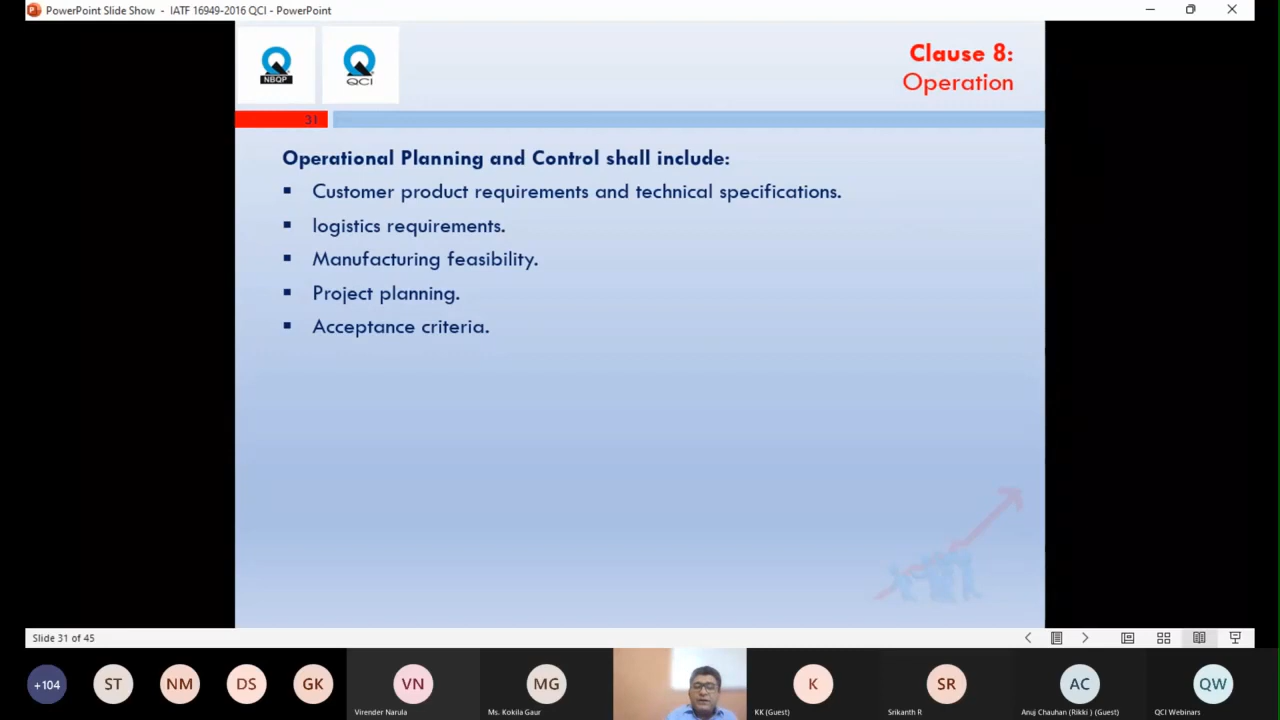 PowerPoint Slide Show - IATF 16949-2016 QCI - PowerPoint
NBQP
QCI
Clause 8:
Operation
31
Operational Planning and Control shall include:
▪ Customer product requirements and technical specifications.
▪ logistics requirements.
▪ Manufacturing feasibility.
▪ Project planning.
▪ Acceptance criteria.
Slide 31 of 45
+104
ST
NM
DS
GK
VN
MG
K
SR
AC
QW
Virender Narula
Ms. Kokila Gaur
KK (Guest)
Srikanth R
Anuj Chauhan (Rikki ) (Guest)
QCI Webinars